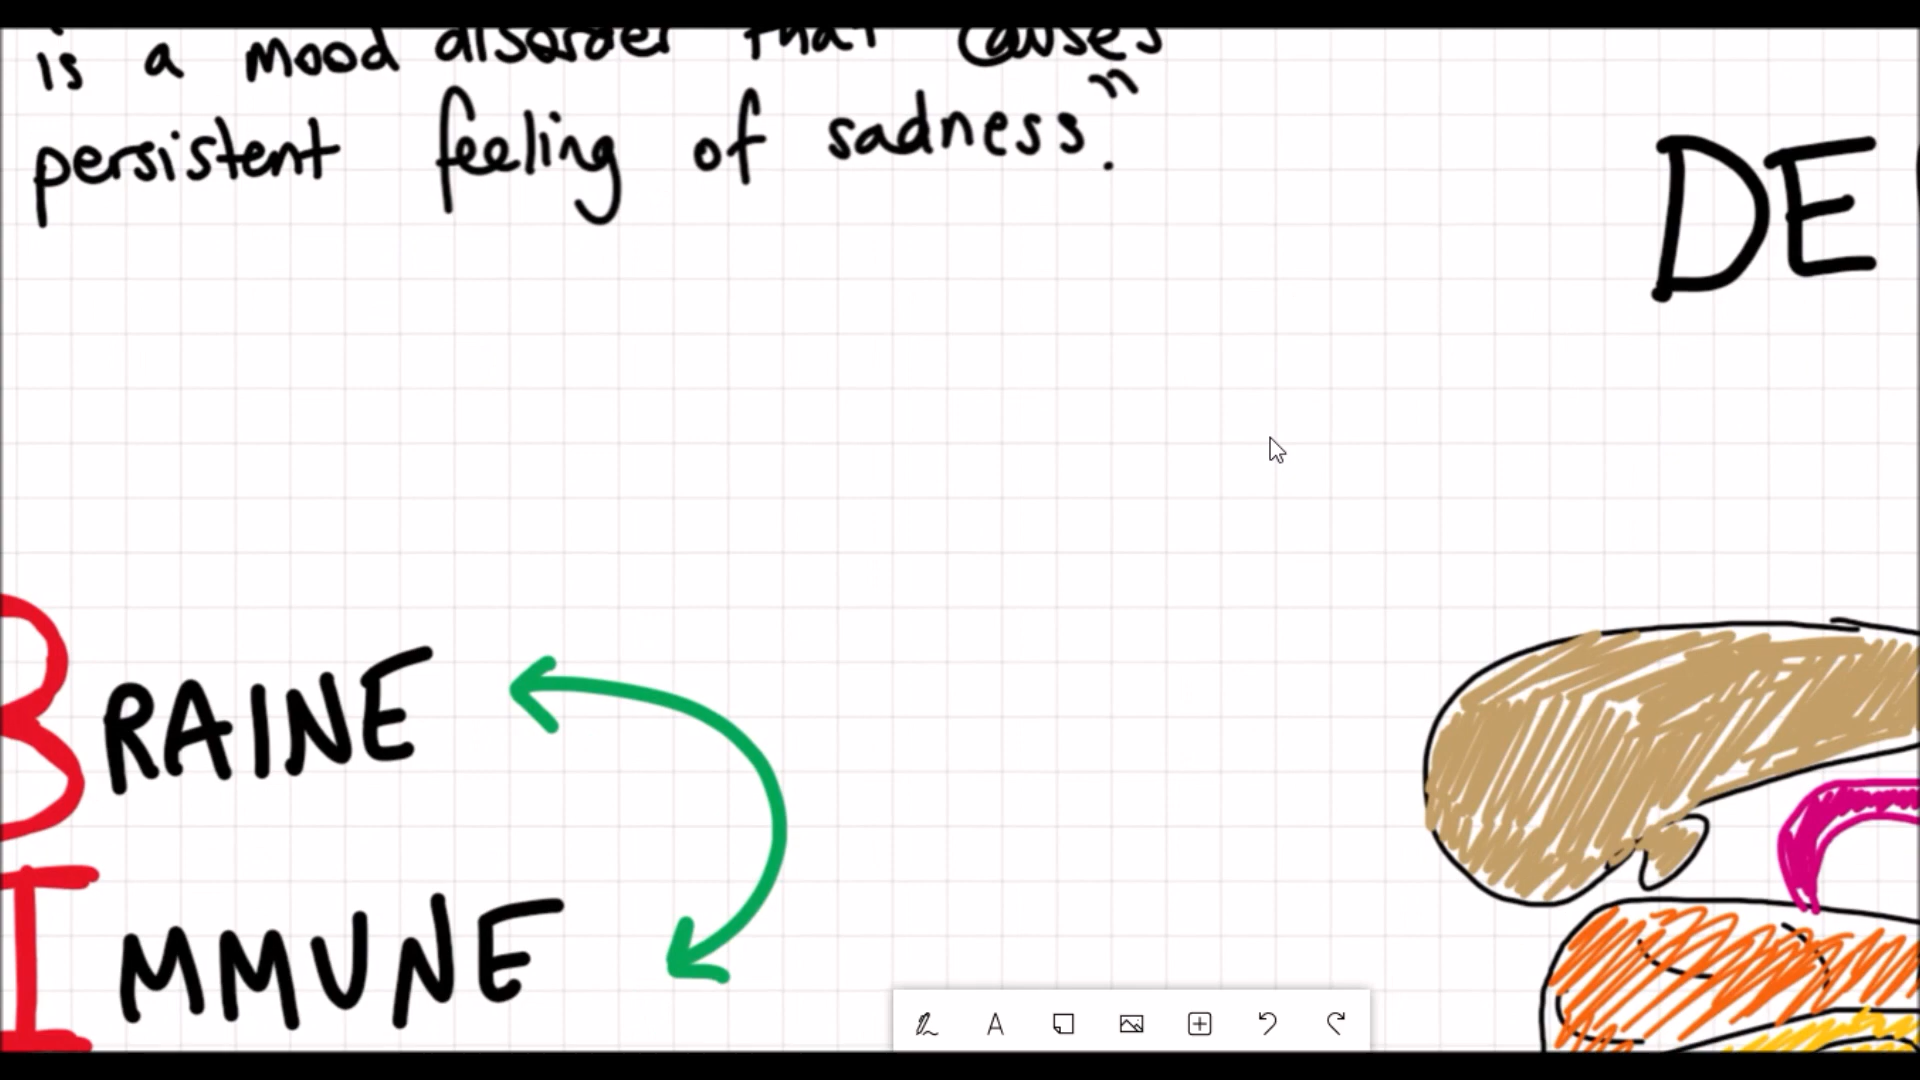 is a mood disorder that causes
persistent feeling of sadness".
DE
BRAINE
IMMUNE
A